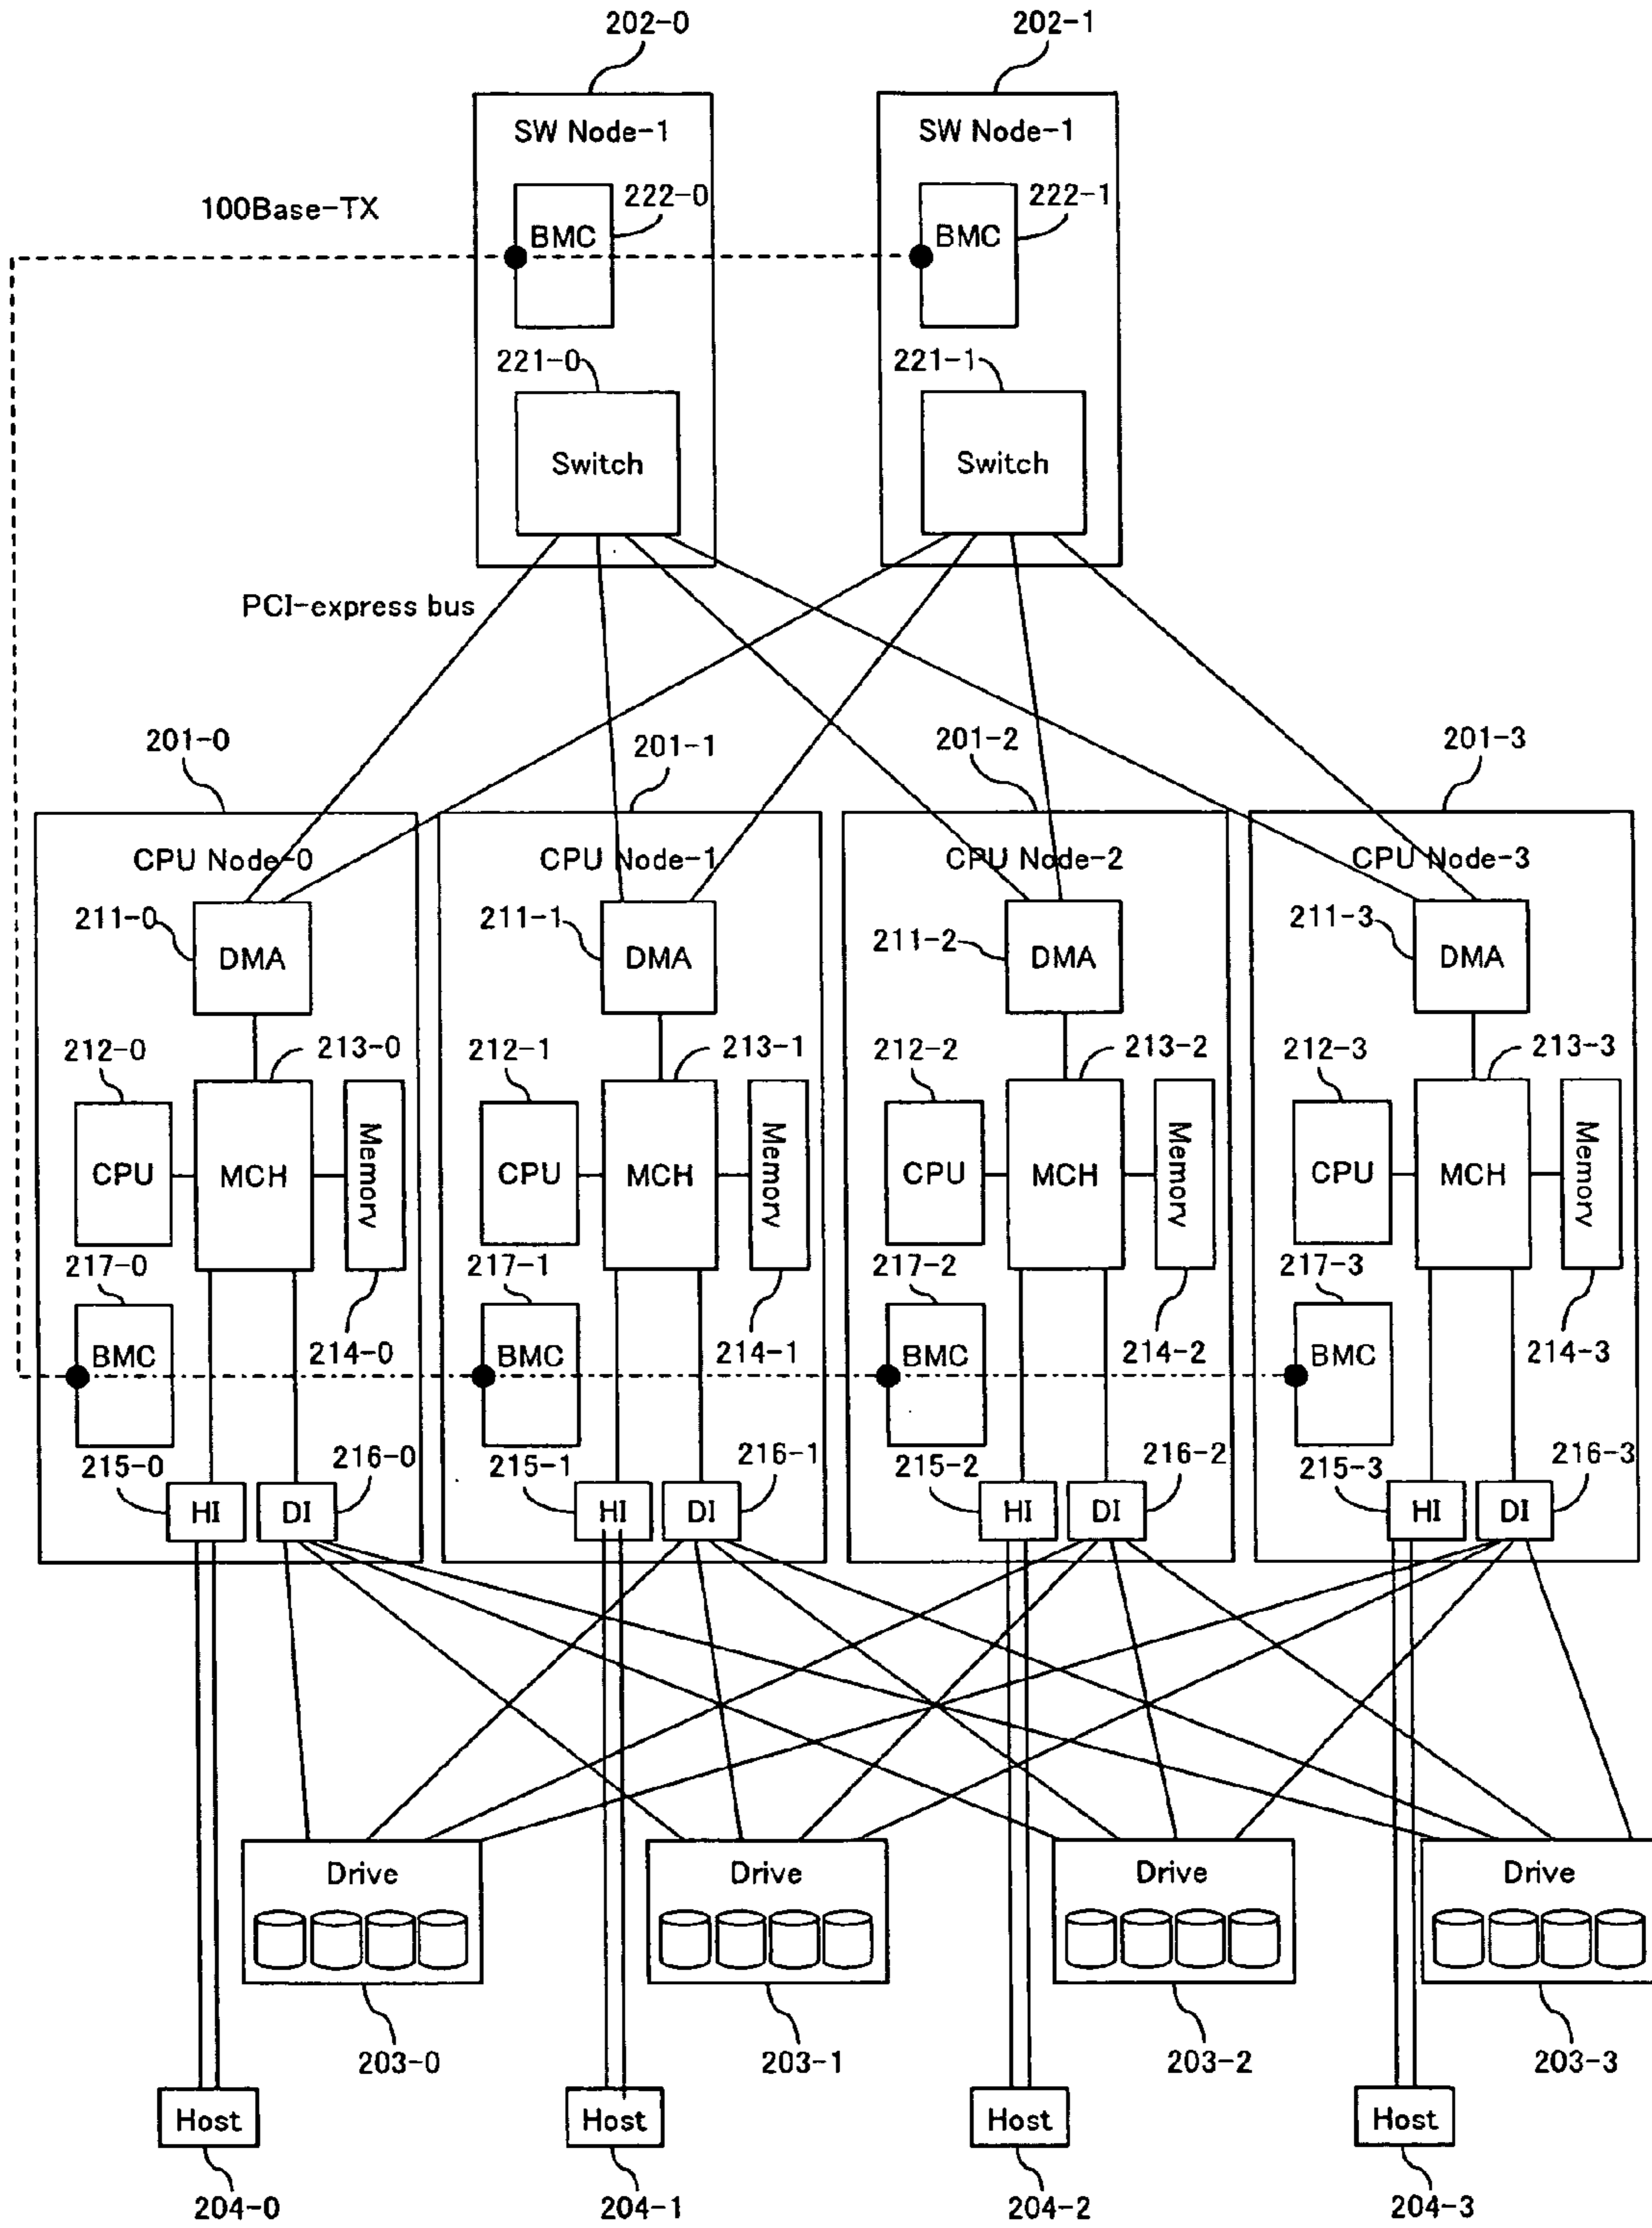 202-0
202-1
SW Node-1
SW Node-1
100Base-TX
BMC
222-0
BMC
222-1
221-0
221-1
Switch
Switch
PCI-express bus
201-0
201-1
201-2
201-3
CPU Node-0
CPU Node-1
CPU Node-2
CPU Node-3
211-0
DMA
211-1
DMA
211-2
DMA
211-3
DMA
212-0
213-0
212-1
213-1
212-2
213-2
212-3
213-3
CPU
MCH
Memory
CPU
MCH
Memory
CPU
MCH
Memory
CPU
MCH
Memory
217-0
217-1
217-2
217-3
BMC
214-0
BMC
214-1
BMC
214-2
BMC
214-3
215-0
216-0
215-1
216-1
215-2
216-2
215-3
216-3
HI
DI
HI
DI
HI
DI
HI
DI
Drive
Drive
Drive
Drive
203-0
203-1
203-2
203-3
Host
Host
Host
Host
204-0
204-1
204-2
204-3